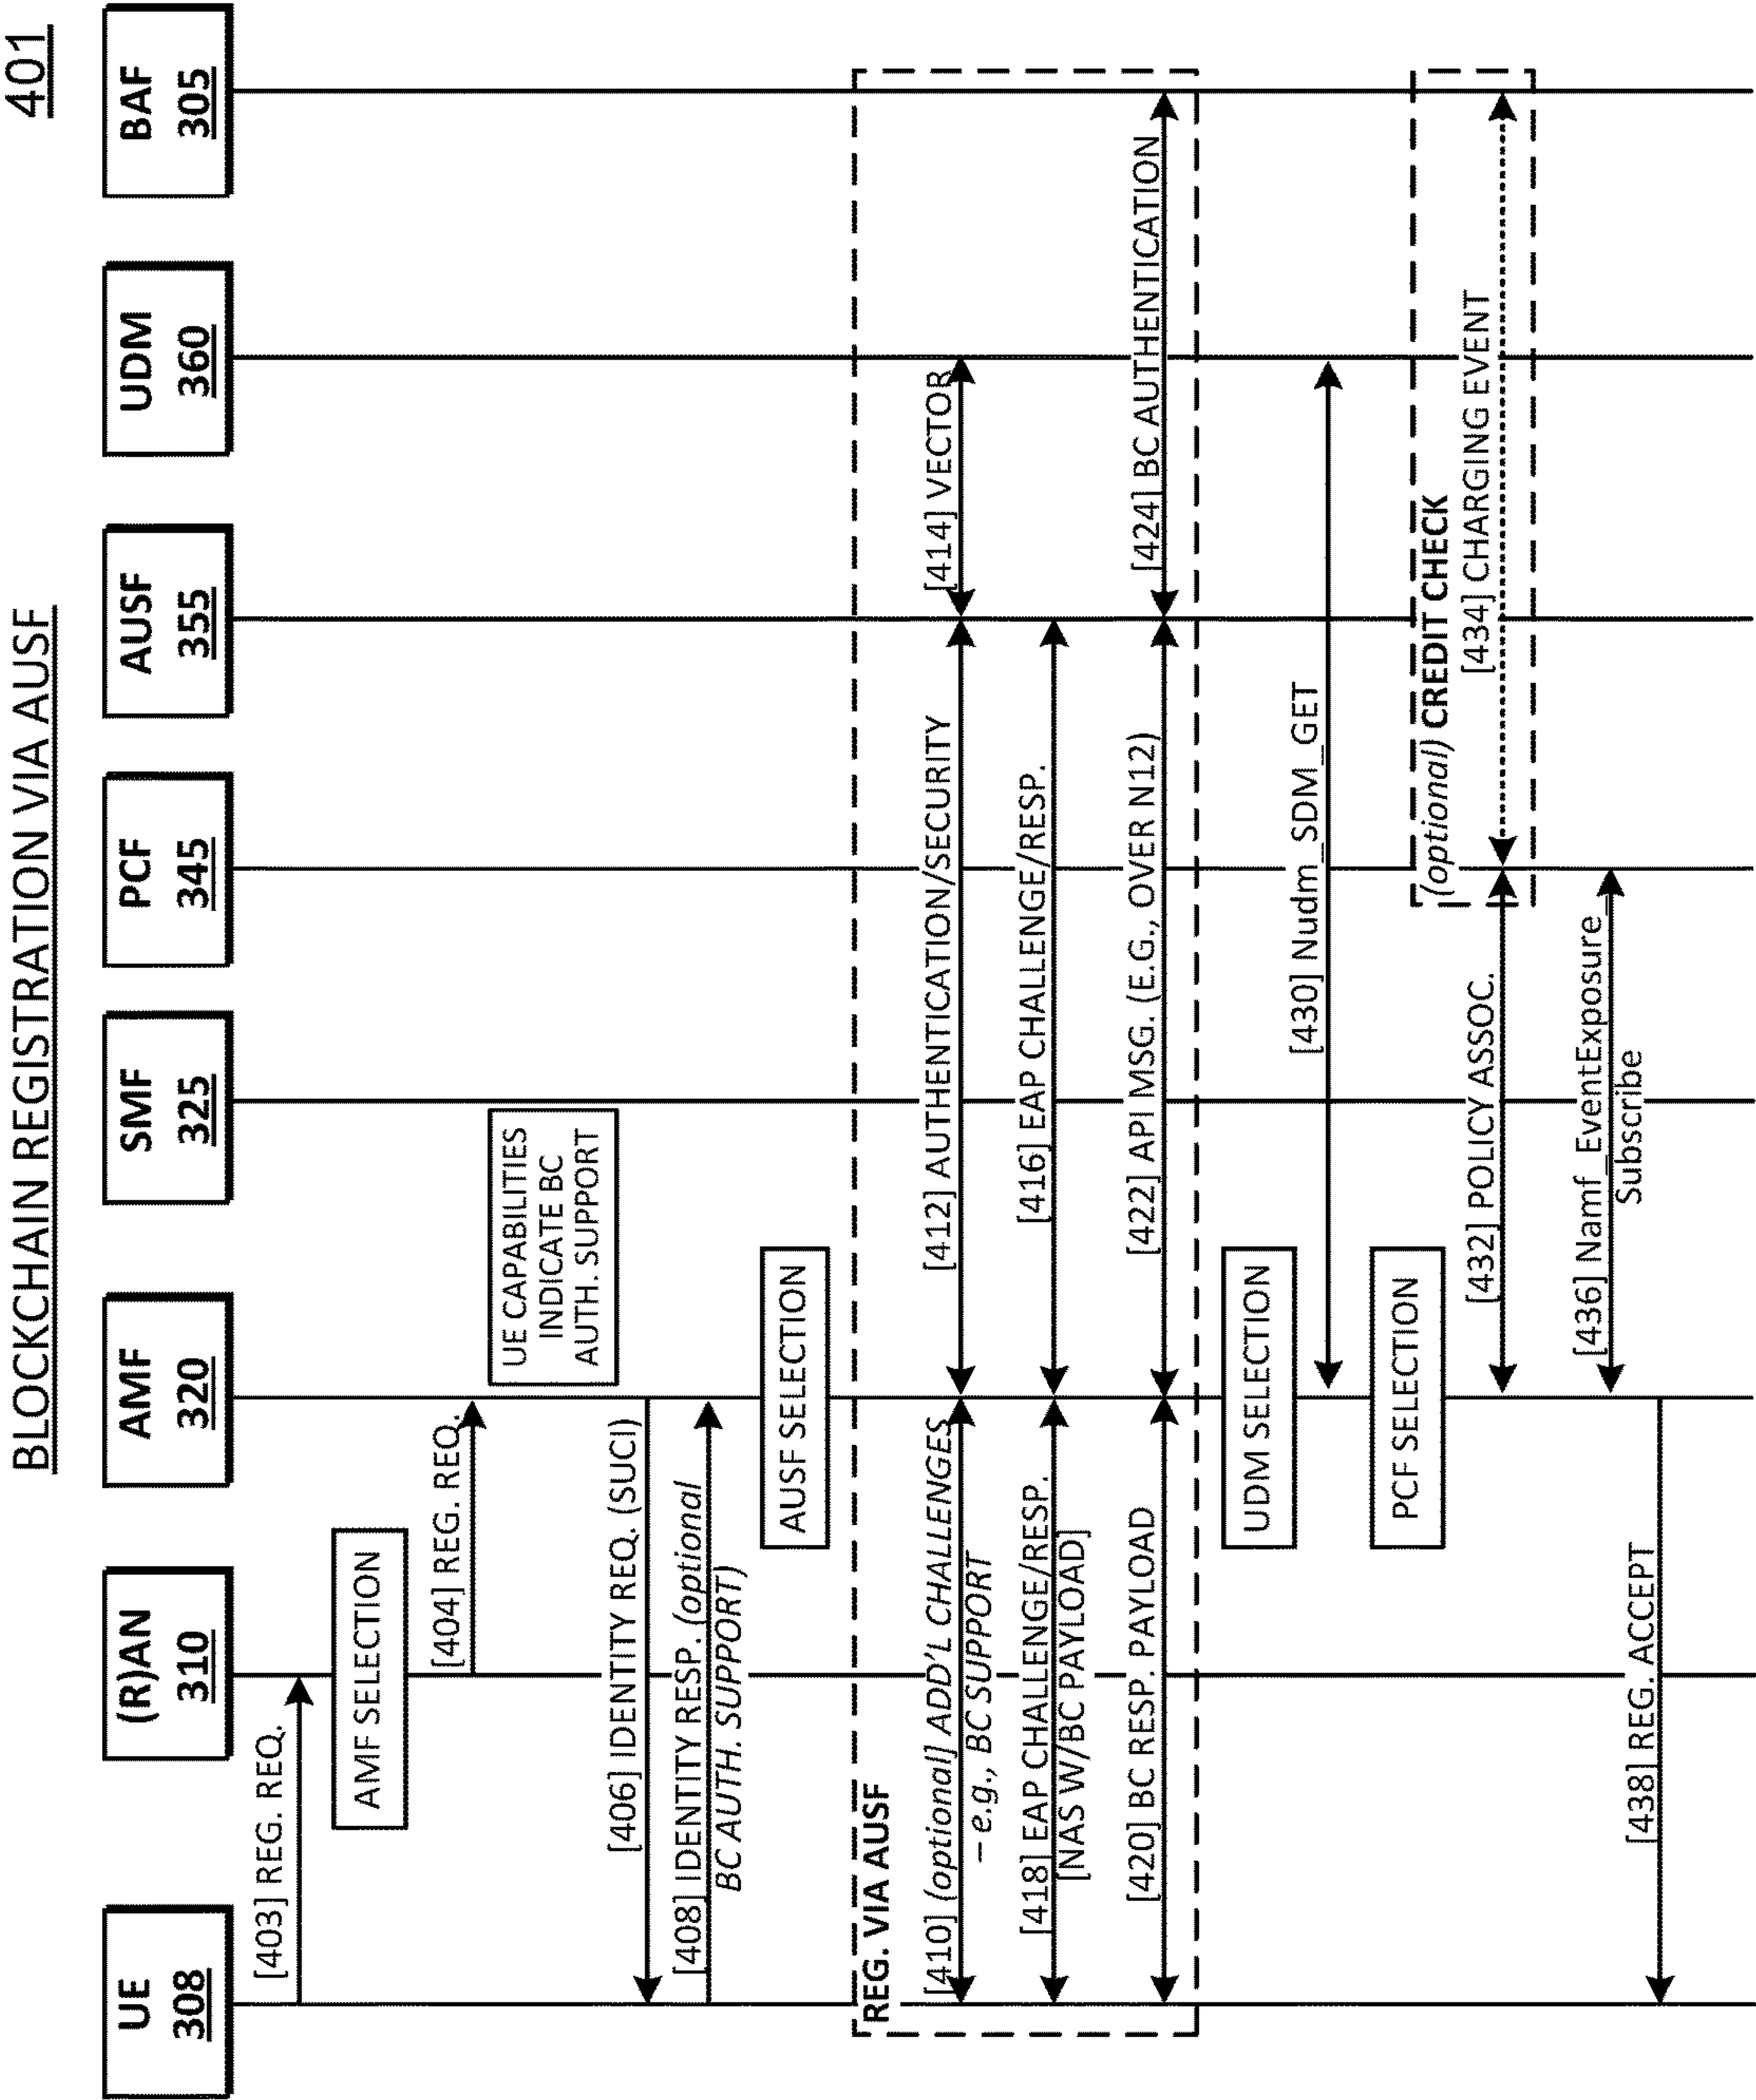 BLOCKCHAIN REGISTRATION VIA AUSF
401
UE
308
(R)AN
310
AMF
320
SMF
325
PCF
345
AUSF
355
UDM
360
BAF
305
[403] REG. REQ.
AMF SELECTION
[404] REG. REQ.
UE CAPABILITIES
INDICATE BC
AUTH. SUPPORT
[406] IDENTITY REQ. (SUCI)
[408] IDENTITY RESP. (optional
BC AUTH. SUPPORT)
AUSF SELECTION
REG. VIA AUSF
[410] (optional] ADD'L CHALLENGES
– e.g., BC SUPPORT
[412] AUTHENTICATION/SECURITY
[414] VECTOR
[418] EAP CHALLENGE/RESP.
[NAS W/BC PAYLOAD]
[416] EAP CHALLENGE/RESP.
[420] BC RESP. PAYLOAD
[422] API MSG. (E.G., OVER N12)
[424] BC AUTHENTICATION
UDM SELECTION
[430] Nudm_SDM_GET
PCF SELECTION
(optional) CREDIT CHECK
[432] POLICY ASSOC.
[434] CHARGING EVENT
[436] Namf_EventExposure_
Subscribe
[438] REG. ACCEPT